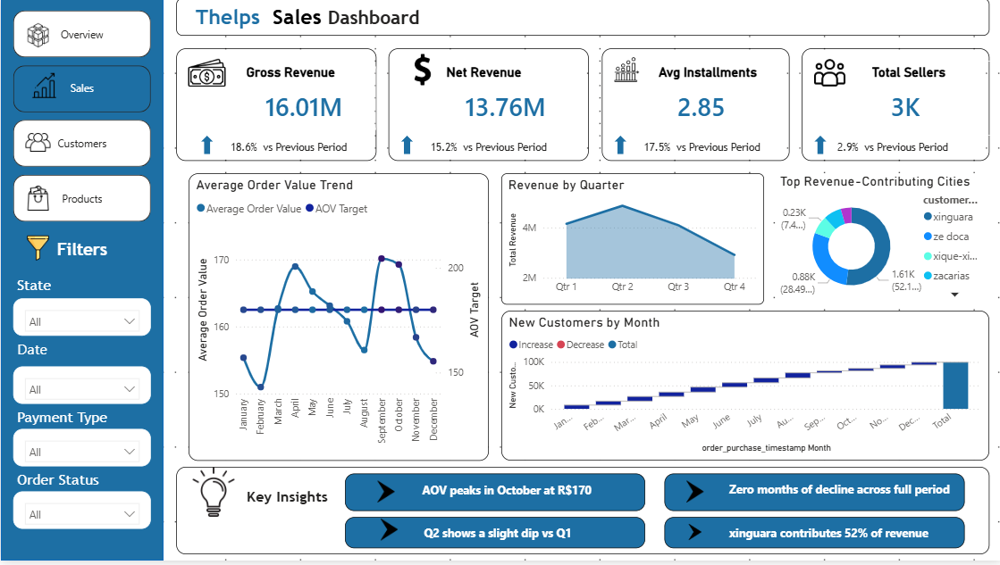 Thelps Sales Dashboard
Overview
Sales
Customers
Products
Filters
State
All
Date
All
Payment Type
All
Order Status
All
Gross Revenue
16.01M
18.6% vs Previous Period
Net Revenue
13.76M
15.2% vs Previous Period
Avg Installments
2.85
17.5% vs Previous Period
Total Sellers
3K
2.9% vs Previous Period
Average Order Value Trend
Average Order Value AOV Target
Average Order Value
170
160
150
AOV Target
200
150
January
February
March
April
May
June
July
August
September
October
November
December
Revenue by Quarter
Total Revenue
4M
2M
Qtr 1 Qtr 2 Qtr 3 Qtr 4
Top Revenue-Contributing Cities
0.23K
(7.4...)
0.88K
(28.49...)
1.61K
(52.1...)
customer...
xinguara
ze doca
xique-xi...
zacarias
New Customers by Month
Increase Decrease Total
New Custo...
100K
50K
0K
Jan... Feb... Mar... April May June July Au... Sep... Oct... No... Dec... Total
order_purchase_timestamp Month
Key Insights
AOV peaks in October at R$170
Zero months of decline across full period
Q2 shows a slight dip vs Q1
xinguara contributes 52% of revenue